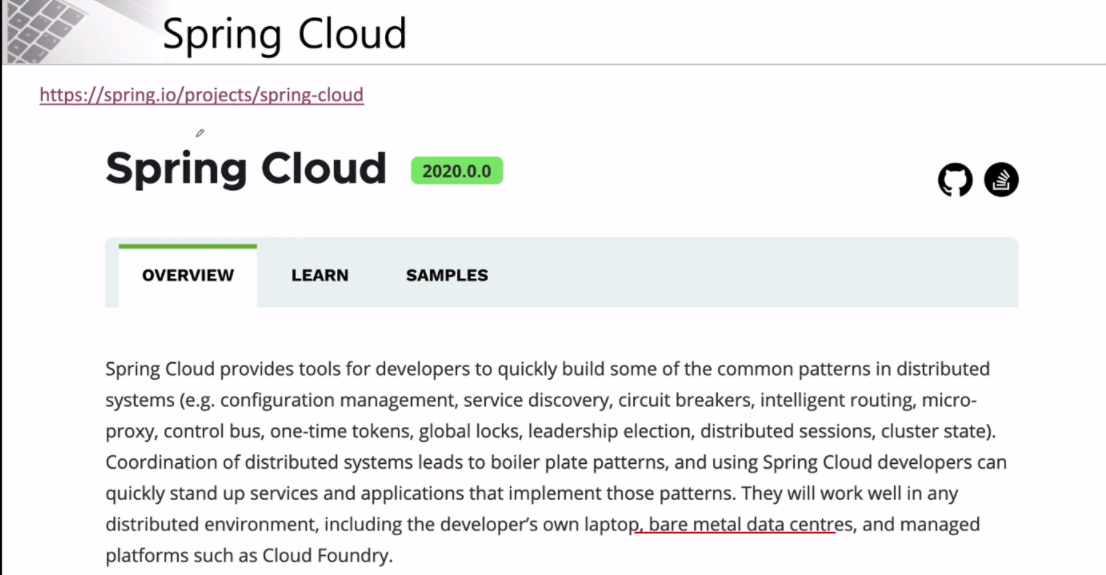 Spring Cloud
https://spring.io/projects/spring-cloud
Spring Cloud 2020.0.0
OVERVIEW LEARN SAMPLES
Spring Cloud provides tools for developers to quickly build some of the common patterns in distributed
systems (e.g. configuration management, service discovery, circuit breakers, intelligent routing, micro-
proxy, control bus, one-time tokens, global locks, leadership election, distributed sessions, cluster state).
Coordination of distributed systems leads to boiler plate patterns, and using Spring Cloud developers can
quickly stand up services and applications that implement those patterns. They will work well in any
distributed environment, including the developer’s own laptop, bare metal data centres, and managed
platforms such as Cloud Foundry.